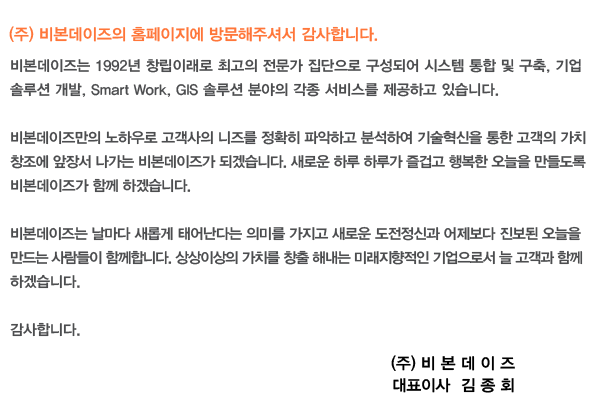 (주) 비본데이즈의 홈페이지에 방문해주셔서 감사합니다.
비본데이즈는 1992년 창립이래로 최고의 전문가 집단으로 구성되어 시스템 통합 및 구축, 기업
솔루션 개발, Smart Work, GIS 솔루션 분야의 각종 서비스를 제공하고 있습니다.
비본데이즈만의 노하우로 고객사의 니즈를 정확히 파악하고 분석하여 기술혁신을 통한 고객의 가치
창조에 앞장서 나가는 비본데이즈가 되겠습니다. 새로운 하루 하루가 즐겁고 행복한 오늘을 만들도록
비본데이즈가 함께 하겠습니다.
비본데이즈는 날마다 새롭게 태어난다는 의미를 가지고 새로운 도전정신과 어제보다 진보된 오늘을
만드는 사람들이 함께합니다. 상상이상의 가치를 창출 해내는 미래지향적인 기업으로서 늘 고객과 함께
하겠습니다.
감사합니다.
(주) 비 본 데 이 즈
대표이사 김 종 회